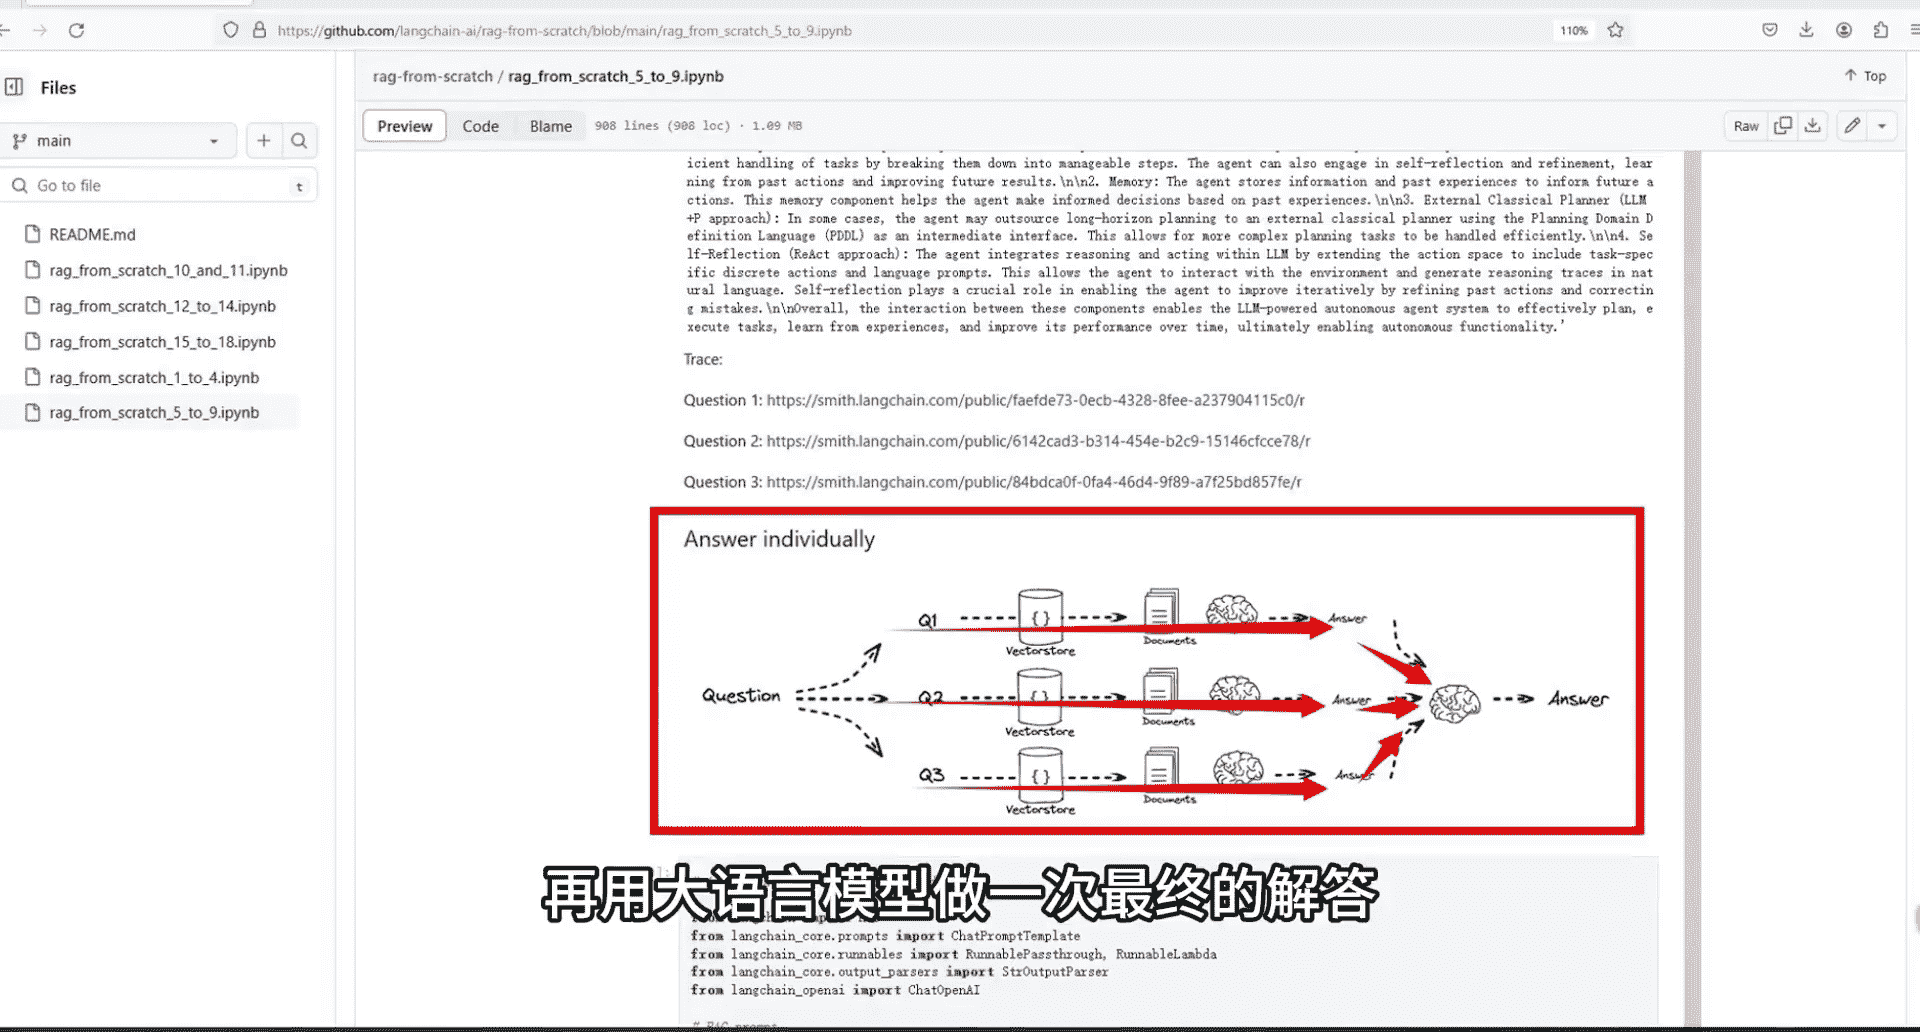 https://github.com/langchain-ai/rag-from-scratch/blob/main/rag_from_scratch_5_to_9.ipynb
110%
Files
main
Go to file
t
README.md
rag_from_scratch_10_and_11.ipynb
rag_from_scratch_12_to_14.ipynb
rag_from_scratch_15_to_18.ipynb
rag_from_scratch_1_to_4.ipynb
rag_from_scratch_5_to_9.ipynb
rag-from-scratch / rag_from_scratch_5_to_9.ipynb
Top
Preview
Code
Blame
908 lines (908 loc) · 1.09 MB
Raw
icient handling of tasks by breaking them down into manageable steps. The agent can also engage in self-reflection and refinement, lear
ning from past actions and improving future results.\n\n2. Memory: The agent stores information and past experiences to inform future a
ctions. This memory component helps the agent make informed decisions based on past experiences.\n\n3. External Classical Planner (LLM
+P approach): In some cases, the agent may outsource long-horizon planning to an external classical planner using the Planning Domain D
efinition Language (PDDL) as an intermediate interface. This allows for more complex planning tasks to be handled efficiently.\n\n4. Se
lf-Reflection (ReAct approach): The agent integrates reasoning and acting within LLM by extending the action space to include task-spec
ific discrete actions and language prompts. This allows the agent to interact with the environment and generate reasoning traces in nat
ural language. Self-reflection plays a crucial role in enabling the agent to improve iteratively by refining past actions and correctin
g mistakes.\n\nOverall, the interaction between these components enables the LLM-powered autonomous agent system to effectively plan, e
xecute tasks, learn from experiences, and improve its performance over time, ultimately enabling autonomous functionality.'
Trace:
Question 1: https://smith.langchain.com/public/faefde73-0ecb-4328-8fee-a237904115c0/r
Question 2: https://smith.langchain.com/public/6142cad3-b314-454e-b2c9-15146cfcce78/r
Question 3: https://smith.langchain.com/public/84bdca0f-0fa4-46d4-9f89-a7f25bd857fe/r
Answer individually
Q1
{}
Vectorstore
Documents
Answer
Question
Q2
{}
Vectorstore
Documents
Answer
Answer
Q3
{}
Vectorstore
Documents
Answer
再用大语言模型做一次最终的解答
from langchain_core.prompts import ChatPromptTemplate
from langchain_core.runnables import RunnablePassthrough, RunnableLambda
from langchain_core.output_parsers import StrOutputParser
from langchain_openai import ChatOpenAI